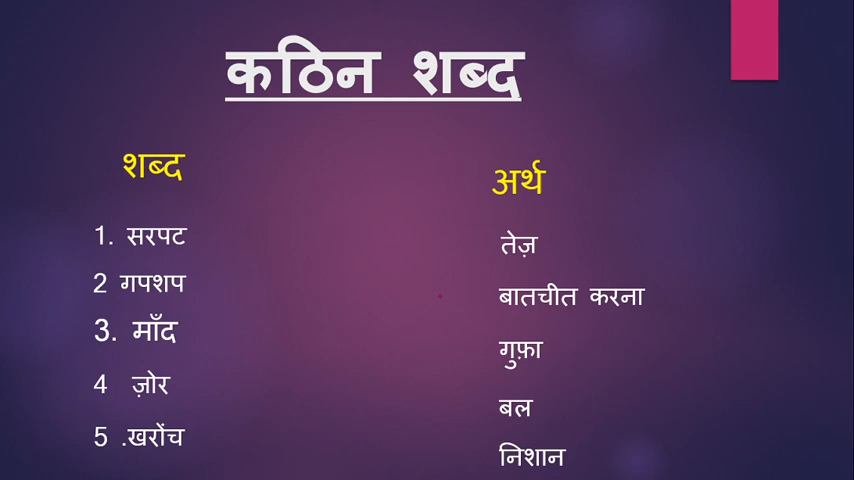 कठिन शब्द
शब्द अर्थ
1. सरपट तेज़
2 गपशप बातचीत करना
3. माँद गुफ़ा
4 ज़ोर बल
5 .खरोंच निशान